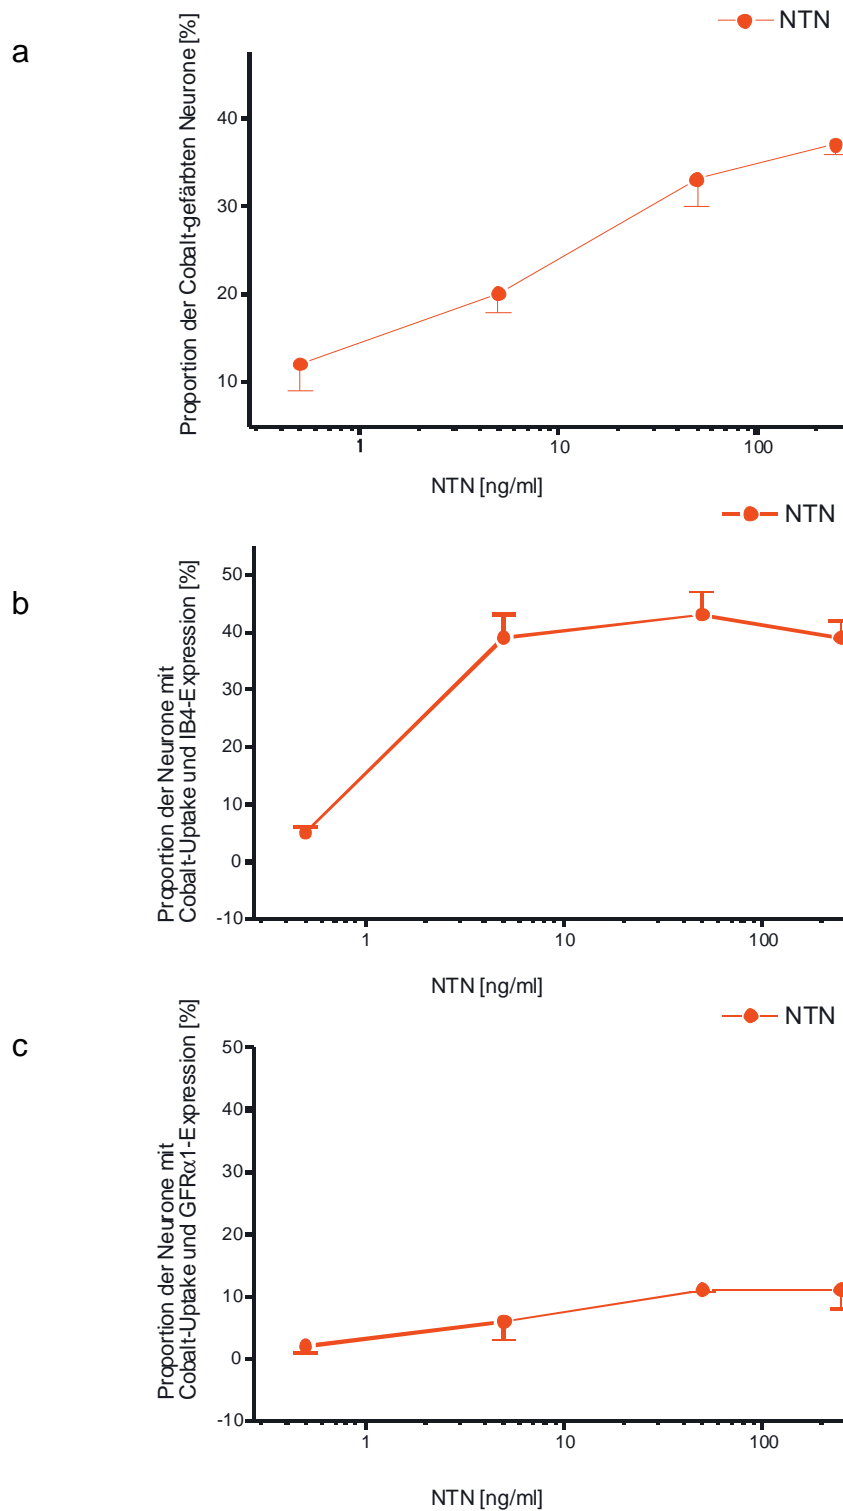 NTN
a
Proportion der Cobalt-gefärbten Neurone [%]
40
30
20
10
1
10
100
NTN [ng/ml]
NTN
b
Proportion der Neurone mit
Cobalt-Uptake und IB4-Expression [%]
50
40
30
20
10
0
-10
1
10
100
NTN [ng/ml]
NTN
c
Proportion der Neurone mit
Cobalt-Uptake und GFRα1-Expression [%]
50
40
30
20
10
0
-10
1
10
100
NTN [ng/ml]